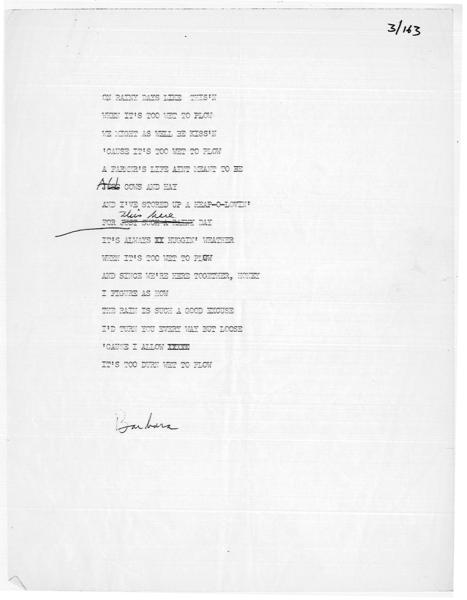 3/163
ON RAINY DAYS LIKE THIS'N
WHEN IT'S TOO WET TO PLOW
WE MIGHT AS WELL BE KISS'N
'CAUSE IT'S TOO WET TO PLOW
A FARMER'S LIFE AINT MEANT TO BE
All COWS AND HAY
AND I'VE STORED UP A HEAP-O-LOVIN'
this here
FOR JUST SUCH A RAINY DAY
IT'S ALWAYS XX HUGGIN' WEATHER
WHEN IT'S TOO WET TO PLOW
AND SINCE WE'RE HERE TOGETHER, HONEY
I FIGURE AS HOW
THE RAIN IS SUCH A GOOD EXCUSE
I'D TURN YOU EVERY WAY BUT LOOSE
'CAUSE I ALLOW
IT'S TOO DURN WET TO PLOW
Barbara